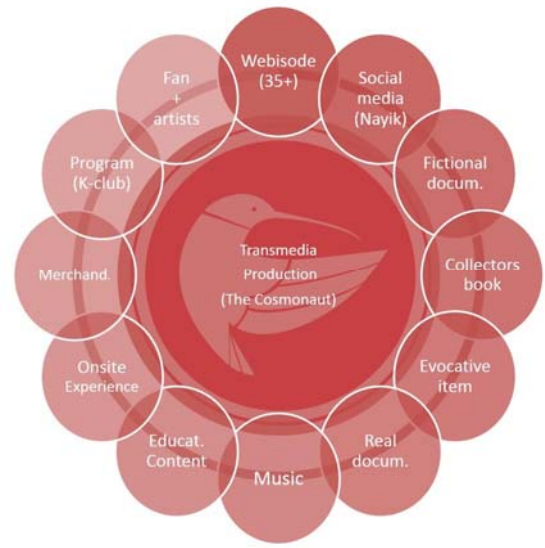 Webisode
(35+)
Social
media
(Nayik)
Fictional
docum.
Collectors
book
Evocative
item
Real
docum.
Music
Educat.
Content
Onsite
Experience
Merchand.
Program
(K-club)
Fan
+
artists
Transmedia
Production
(The Cosmonaut)